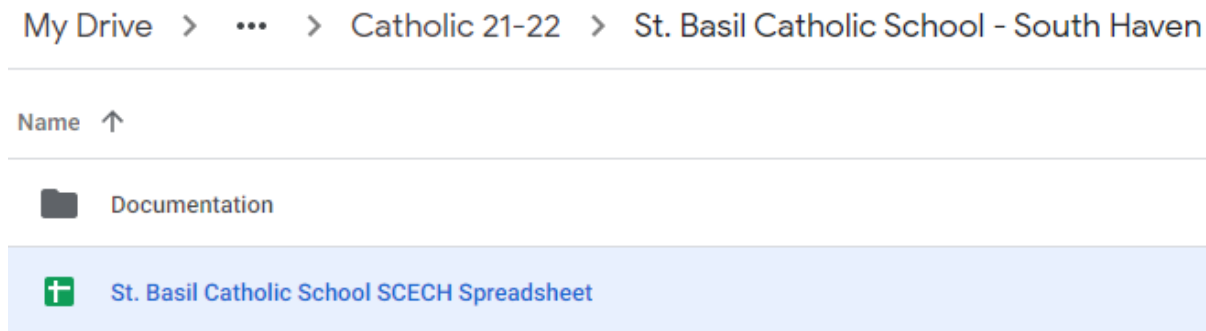 My Drive > ••• > Catholic 21-22 > St. Basil Catholic School - South Haven
Name ↑
Documentation
St. Basil Catholic School SCECH Spreadsheet